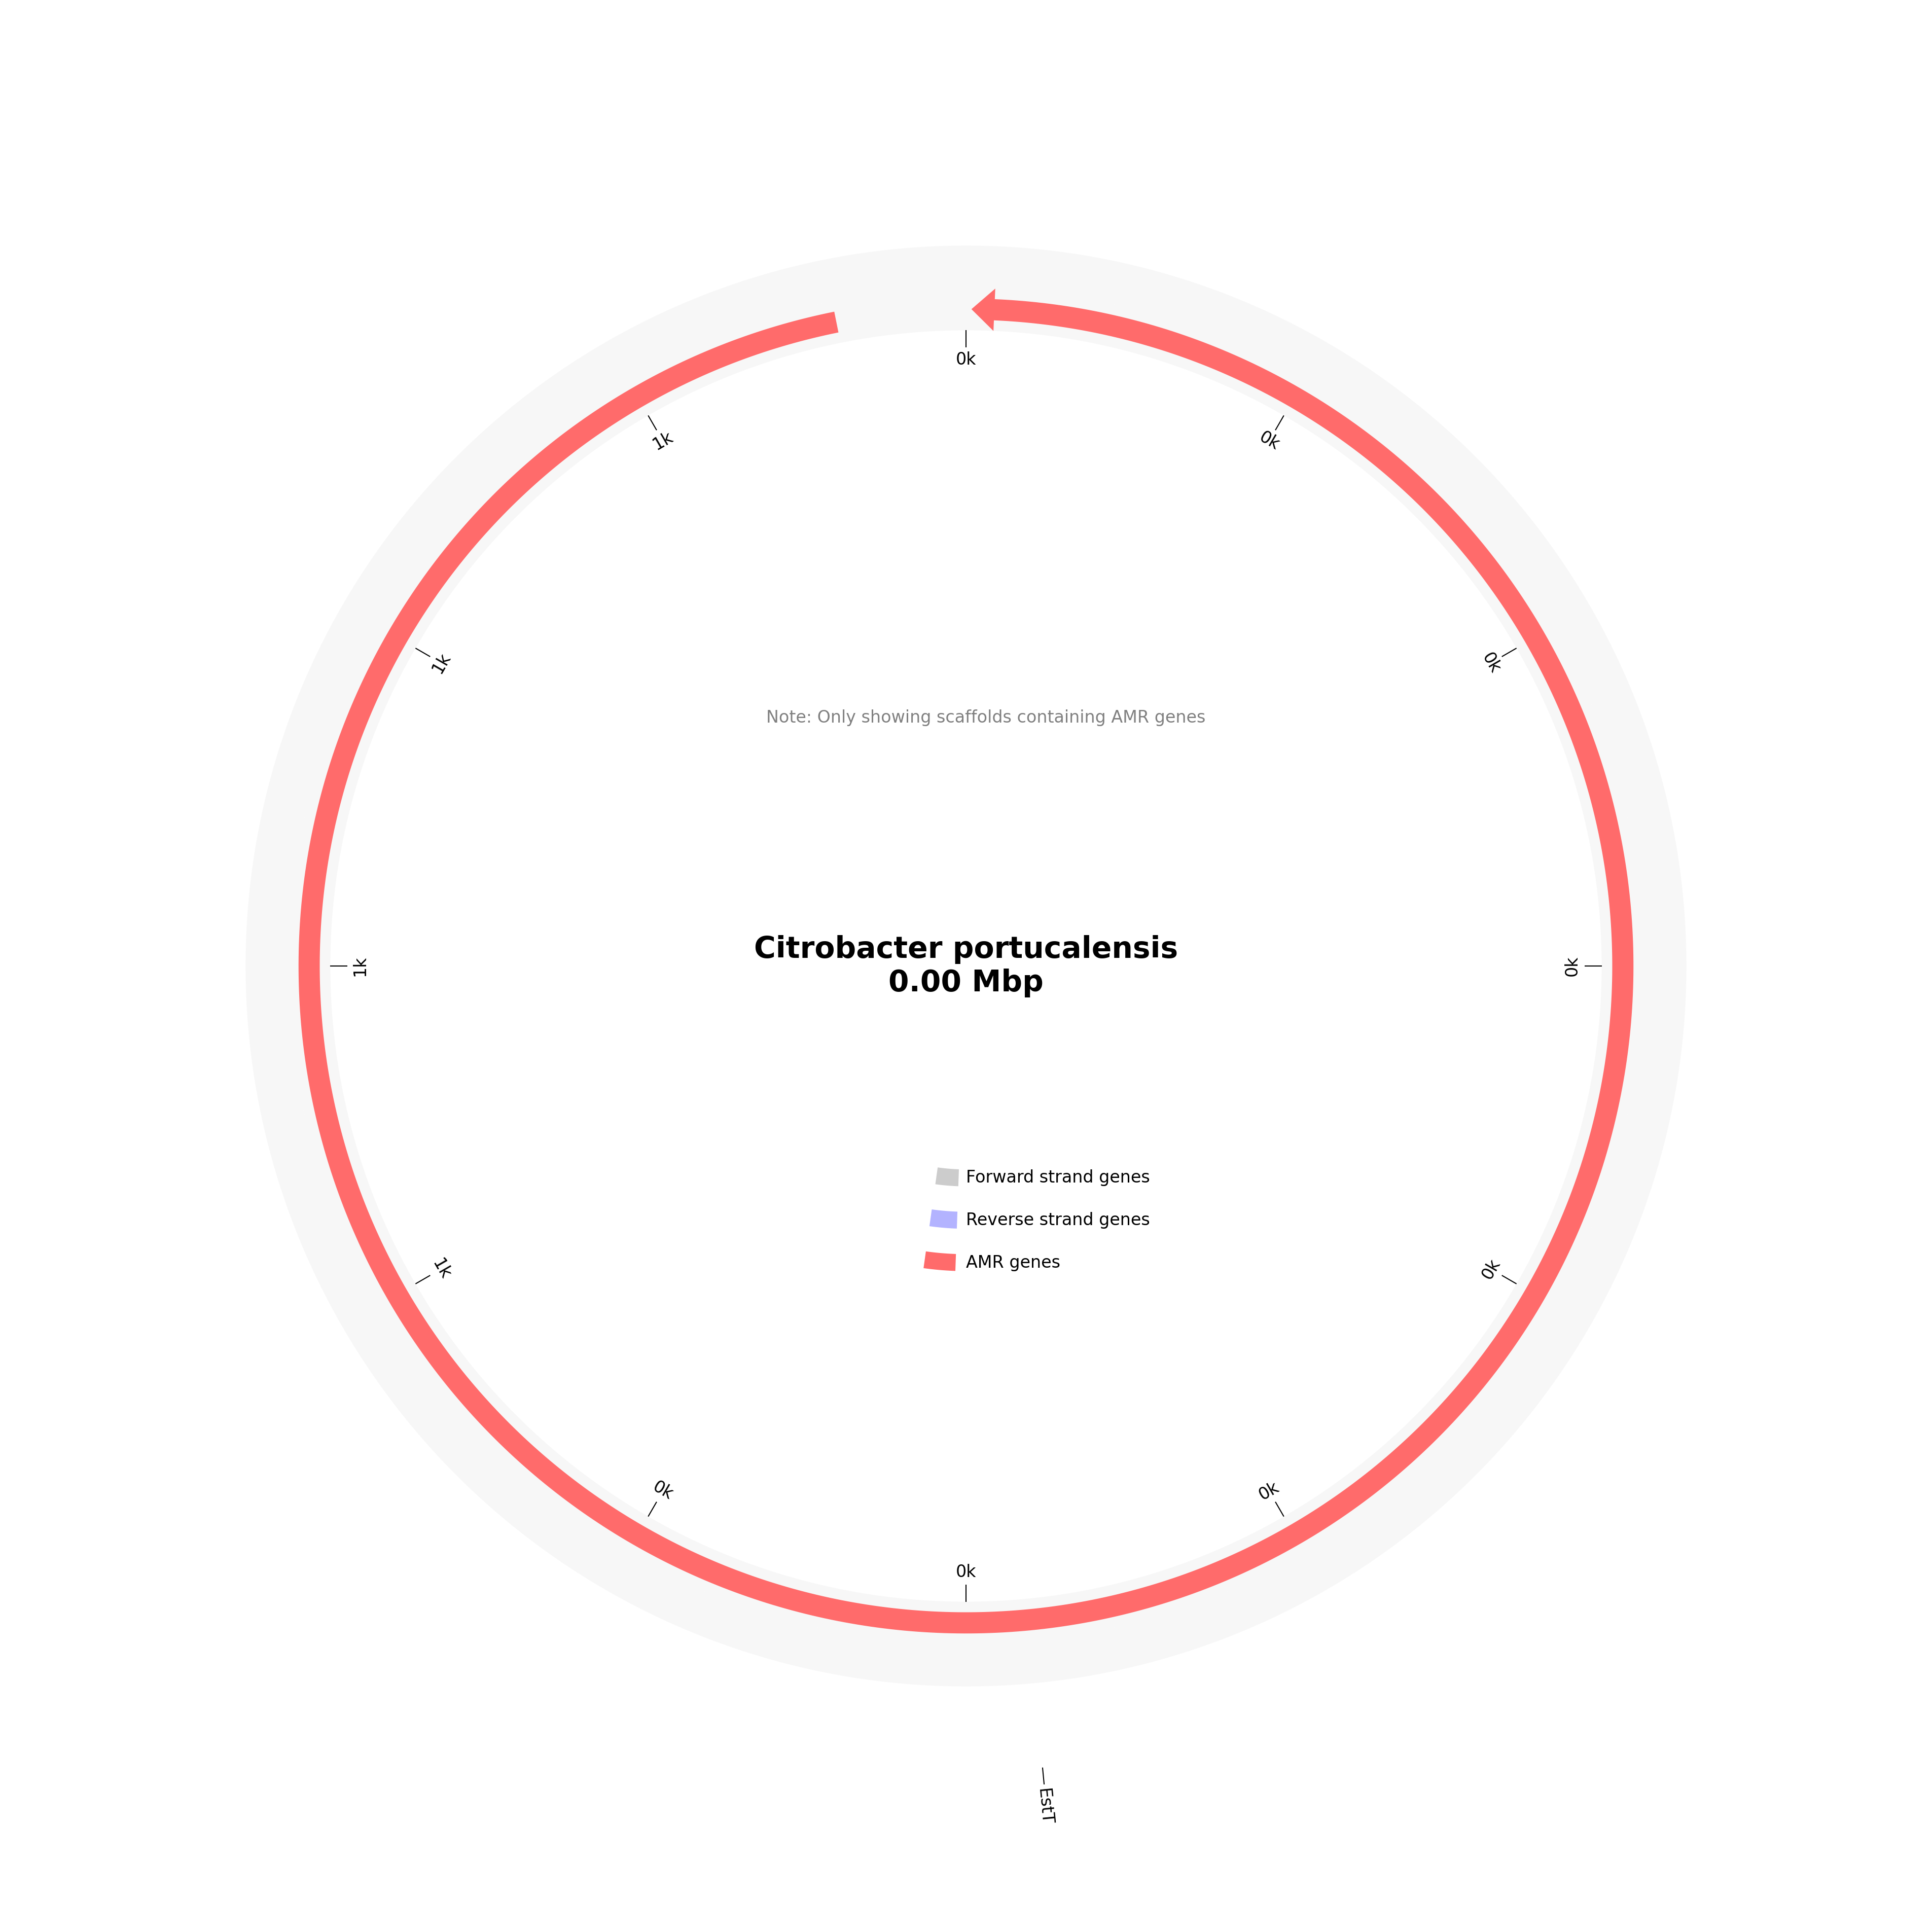 0k
0k
1k
0k
1k
Note: Only showing scaffolds containing AMR genes
Citrobacter portucalensis
0.00 Mbp
1k
0k
Forward strand genes
Reverse strand genes
AMR genes
1k
0k
0k
0k
0k
EstT